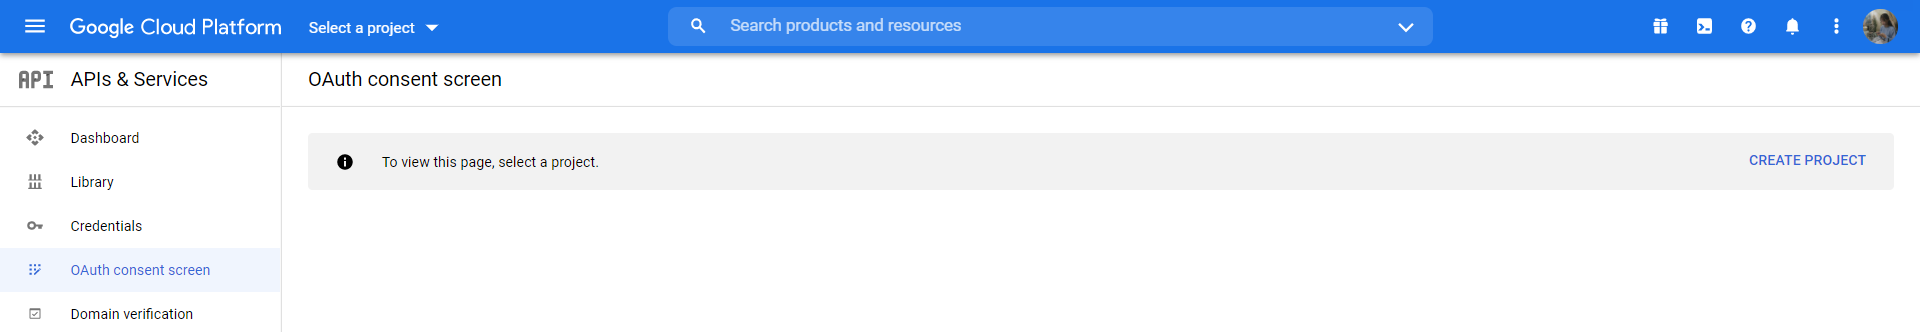 Google Cloud Platform
Select a project
Search products and resources
API
APIs & Services
OAuth consent screen
Dashboard
Library
Credentials
OAuth consent screen
Domain verification
To view this page, select a project.
CREATE PROJECT